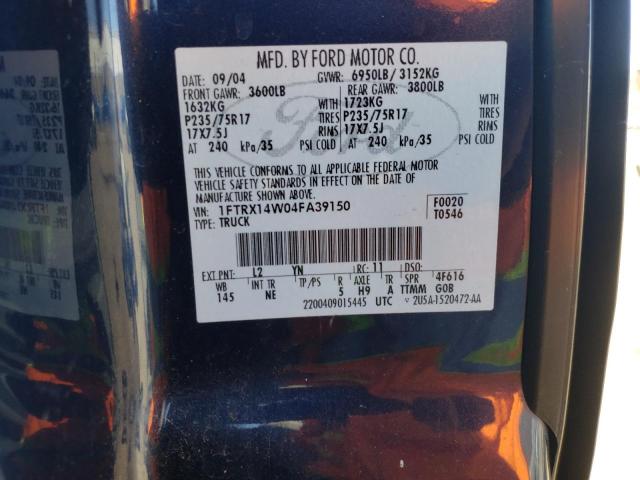 MFD. BY FORD MOTOR CO.
DATE: 09/04 GVWR: 6950LB/ 3152KG
FRONT GAWR: 3600LB REAR GAWR: 3800LB
1632KG WITH 1723KG WITH
P235/75R17 TIRES P235/75R17 TIRES
17X7.5J RIMS 17X7.5J RIMS
AT 240 kPa/35 PSI COLD AT 240 kPa/35 PSI COLD
THIS VEHICLE CONFORMS TO ALL APPLICABLE FEDERAL MOTOR
VEHICLE SAFETY STANDARDS IN EFFECT ON THE DATE OF
MANUFACTURE SHOWN ABOVE.
VIN: 1FTRX14W04FA39150 F0020
TYPE: TRUCK T0546
Ford
EXT PNT: L2 YN RC: 11 DSO:
WB INT TR TP/PS R AXLE TR SPR 4F616
145 NE 5 H9 A TTMM G0B
2200409015445 UTC 2U5A-1520472-AA